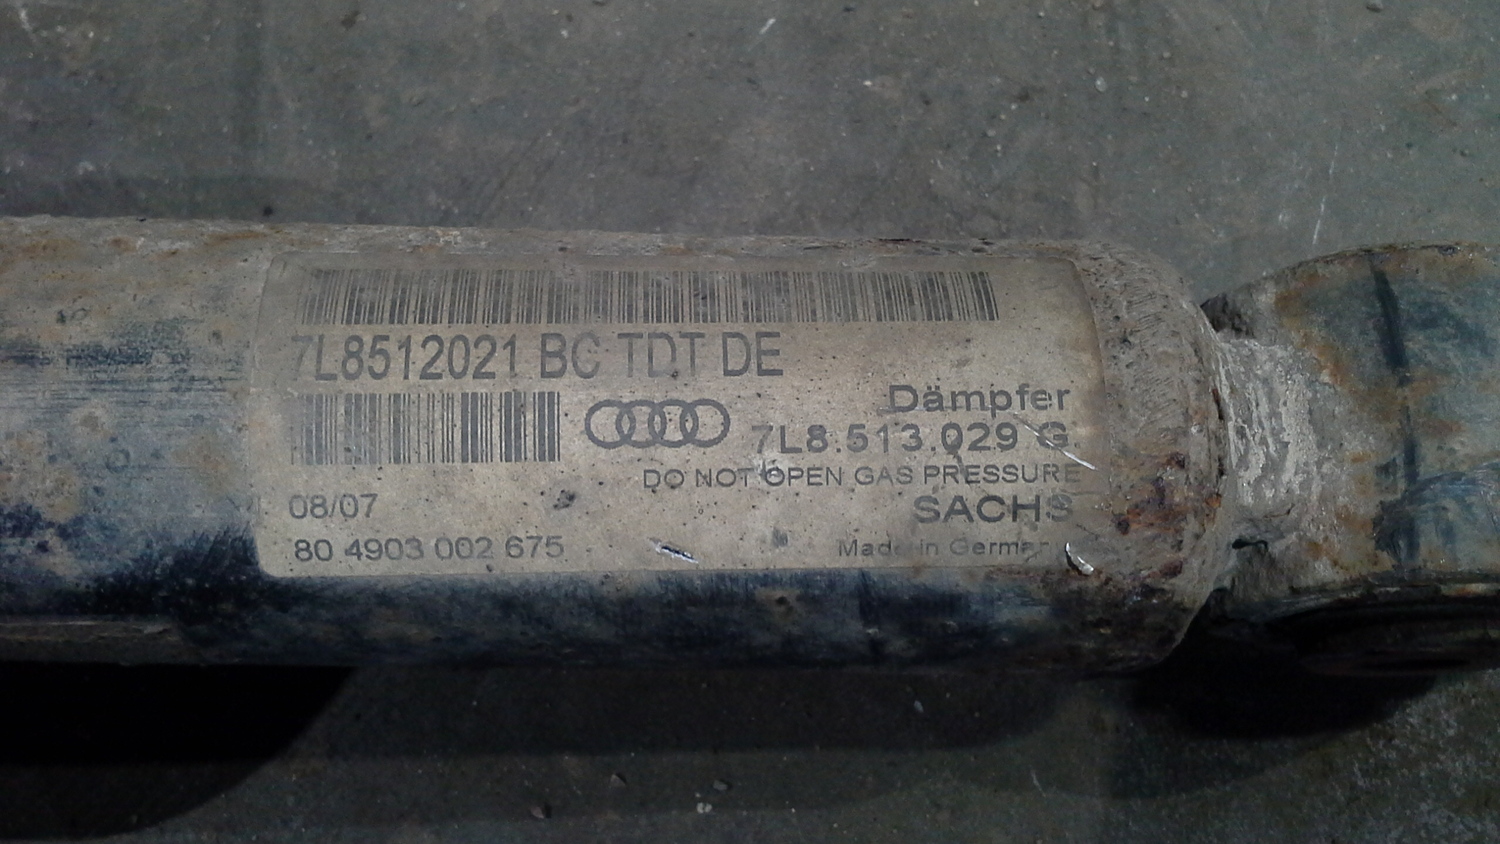 7L8512021 BC TDT DE
Dämpfer
7L8.513.029 G
DO NOT OPEN GAS PRESSURE
08/07
SACHS
80 4903 002 675
Made in German